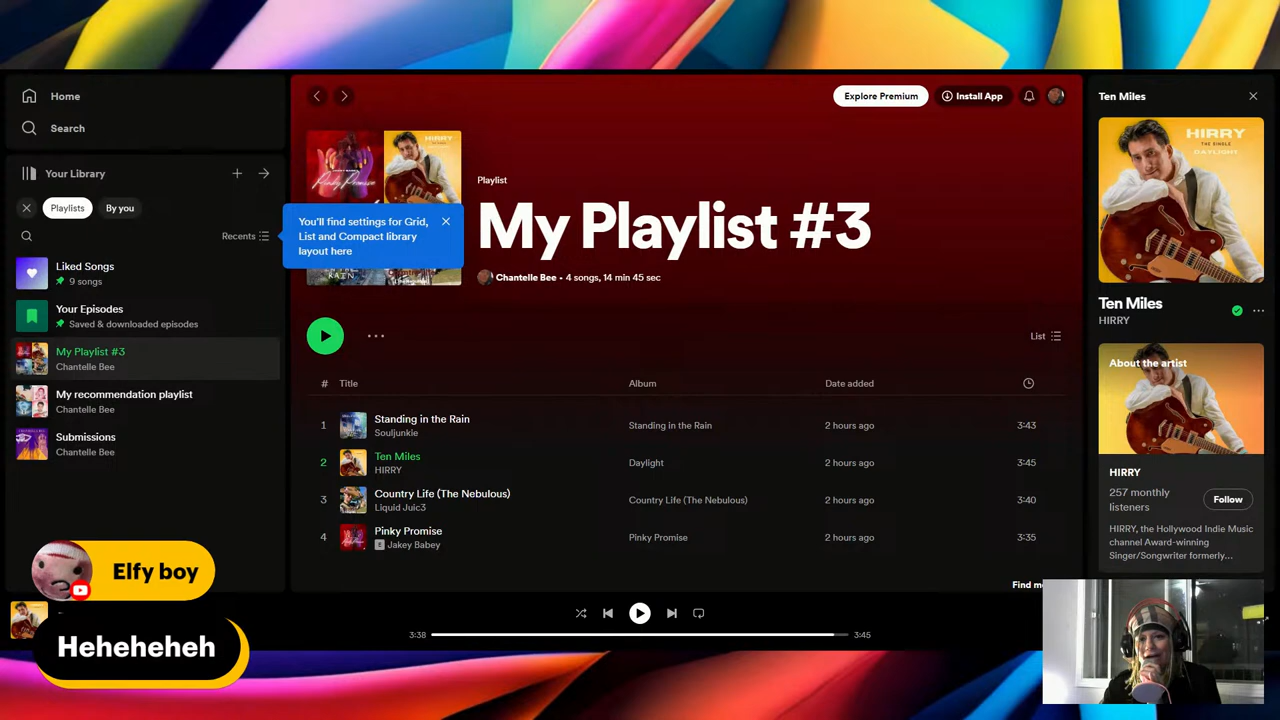 Home
Search
Your Library
Playlists
By you
Recents
Liked Songs
9 songs
Your Episodes
Saved & downloaded episodes
My Playlist #3
Chantelle Bee
My recommendation playlist
Chantelle Bee
Submissions
Chantelle Bee
Elfy boy
Heheheheh
You'll find settings for Grid,
List and Compact library
layout here
Explore Premium
Install App
HIRRY
Pinky Promise
Playlist
My Playlist #3
Chantelle Bee • 4 songs, 14 min 45 sec
List
# Title Album Date added
1 Standing in the Rain Standing in the Rain 2 hours ago 3:43
Souljunkie
2 Ten Miles Daylight 2 hours ago 3:45
HIRRY
3 Country Life (The Nebulous) Country Life (The Nebulous) 2 hours ago 3:40
Liquid Juic3
4 Pinky Promise Pinky Promise 2 hours ago 3:35
E Jakey Babey
3:38
3:45
Ten Miles
HIRRY
THE SINGLE
DAYLIGHT
Ten Miles
HIRRY
About the artist
HIRRY
257 monthly
listeners
Follow
HIRRY, the Hollywood Indie Music
channel Award-winning
Singer/Songwriter formerly...